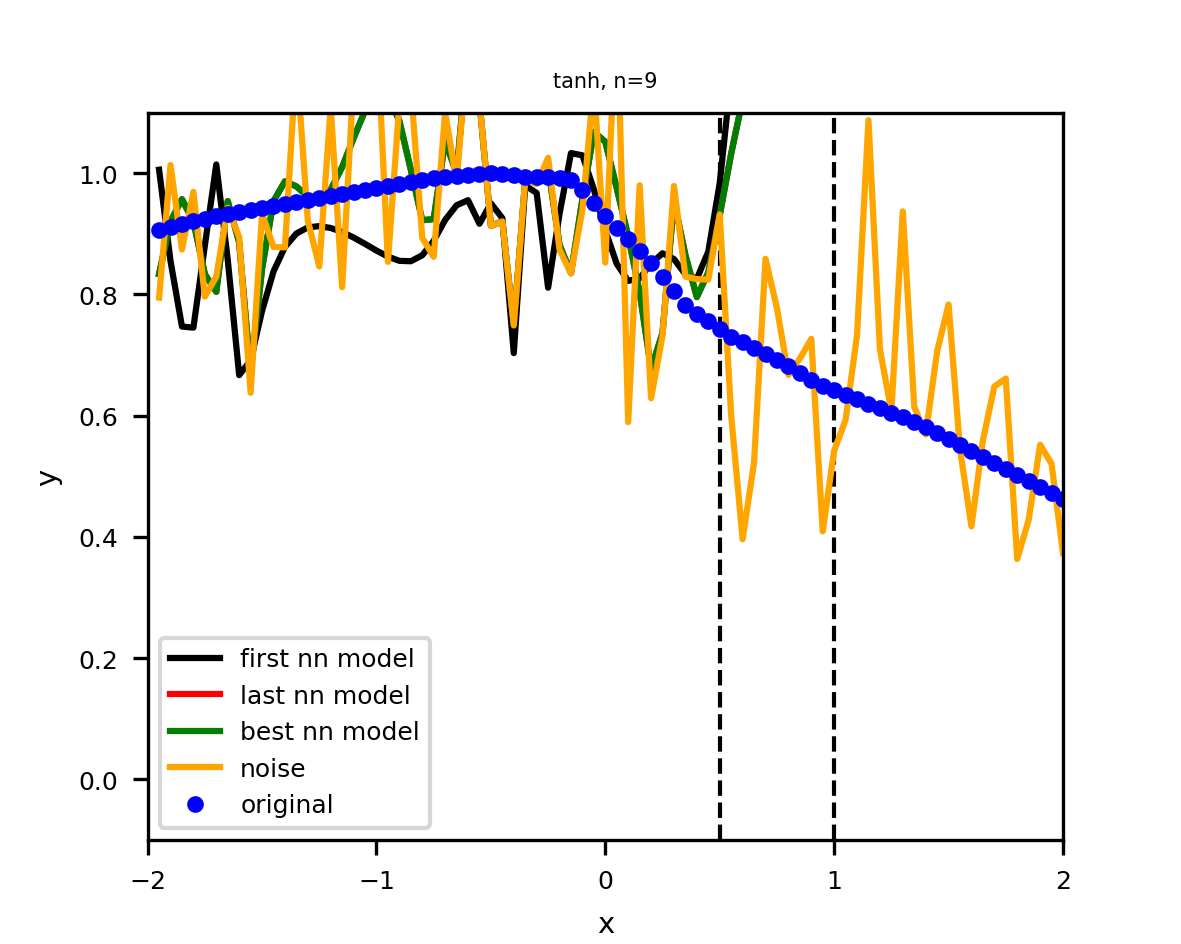 tanh, n=9
1.0
0.8
0.6
0.4
0.2
0.0
y
first nn model
last nn model
best nn model
noise
original
−2
−1
0
1
2
x